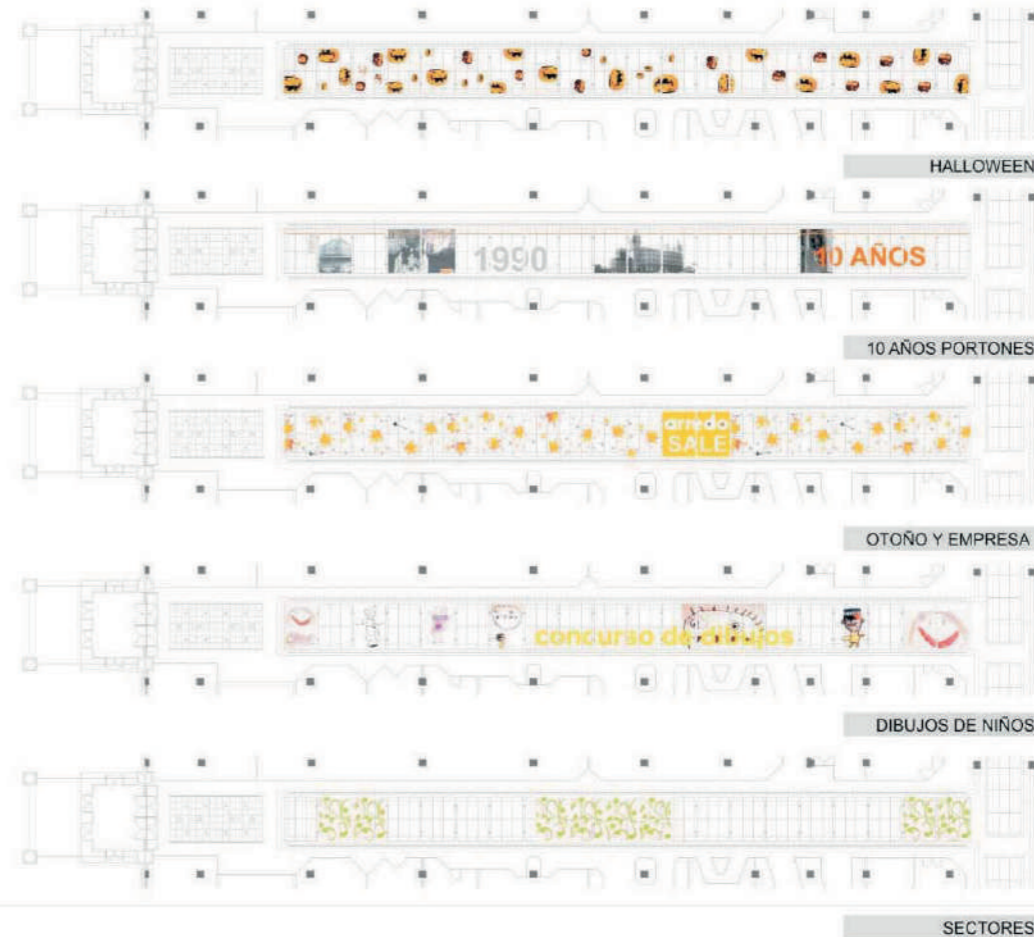 HALLOWEEN
1990
10 AÑOS
10 AÑOS PORTONES
arredo
SALE
OTOÑO Y EMPRESA
concurso de dibujos
DIBUJOS DE NIÑOS
SECTORES